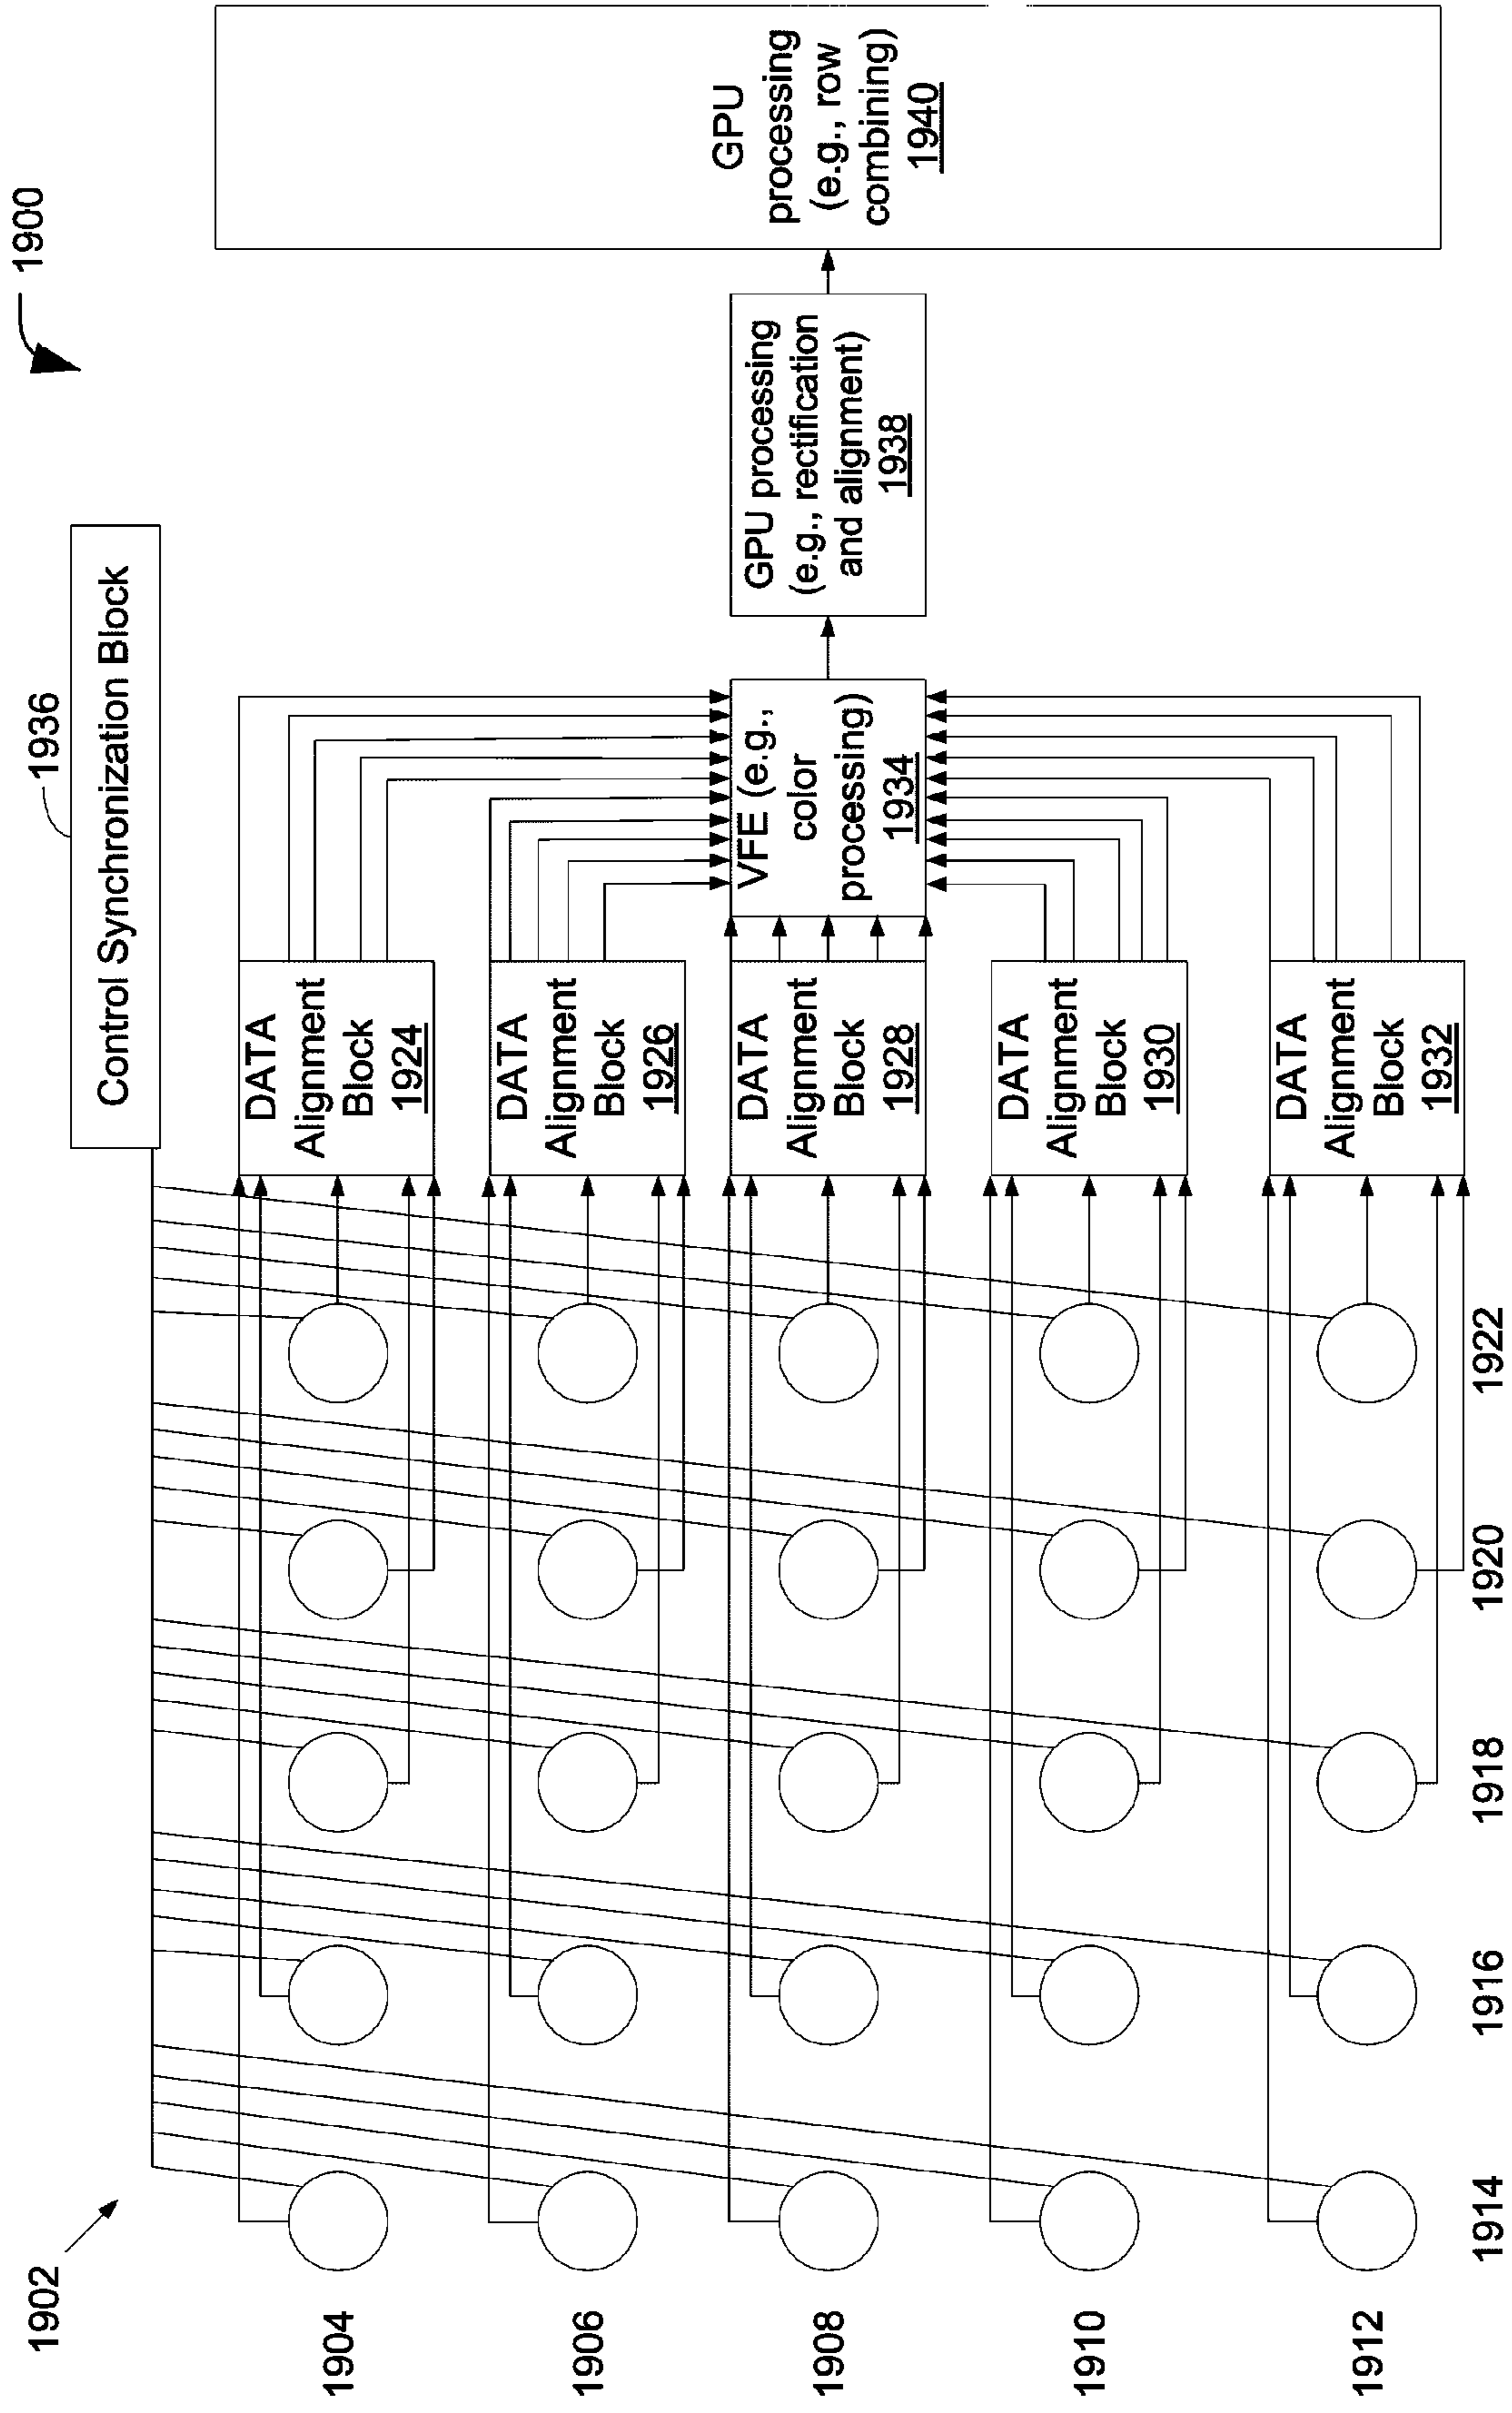 1900
1902
1936
Control Synchronization Block
1904
1906
1908
1910
1912
1914
1916
1918
1920
1922
DATA
Alignment
Block
1924
DATA
Alignment
Block
1926
DATA
Alignment
Block
1928
DATA
Alignment
Block
1930
DATA
Alignment
Block
1932
VFE (e.g.,
color
processing)
1934
GPU processing
(e.g., rectification
and alignment)
1938
GPU
processing
(e.g., row
combining)
1940